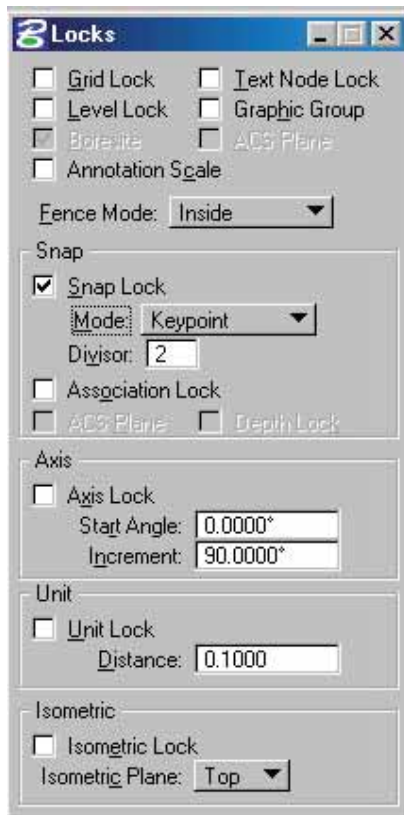 Locks
Grid Lock Text Node Lock
Level Lock Graphic Group
Boresite ACS Plane
Annotation Scale
Fence Mode: Inside
Snap
Snap Lock
Mode: Keypoint
Divisor: 2
Association Lock
ACS Plane Depth Lock
Axis
Axis Lock
Start Angle: 0.0000°
Increment: 90.0000°
Unit
Unit Lock
Distance: 0.1000
Isometric
Isometric Lock
Isometric Plane: Top